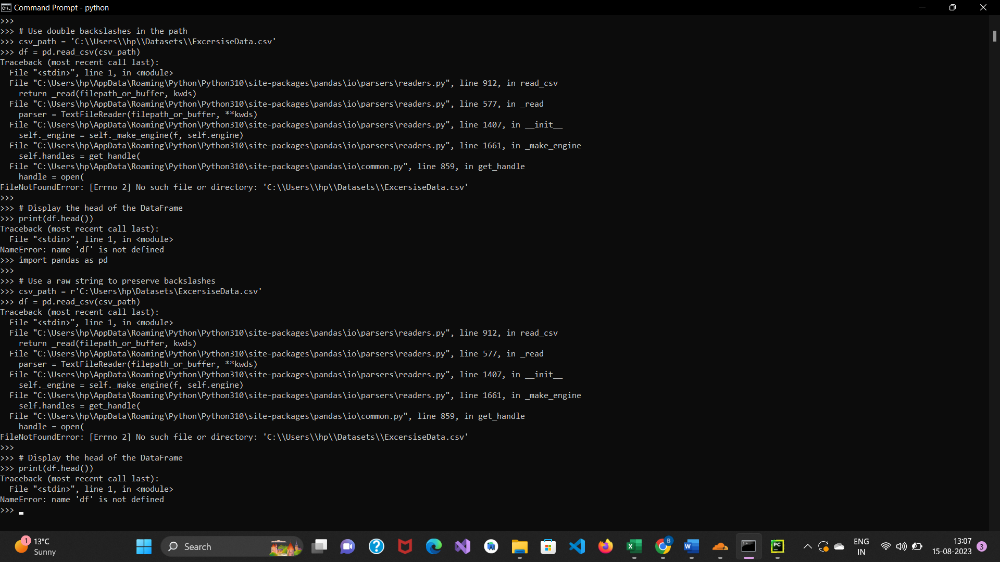 Command Prompt - python
>>>
>>> # Use double backslashes in the path
>>> csv_path = 'C:\\Users\\hp\\Datasets\\ExcersiseData.csv'
>>> df = pd.read_csv(csv_path)
Traceback (most recent call last):
  File "<stdin>", line 1, in <module>
  File "C:\Users\hp\AppData\Roaming\Python\Python310\site-packages\pandas\io\parsers\readers.py", line 912, in read_csv
    return _read(filepath_or_buffer, kwds)
  File "C:\Users\hp\AppData\Roaming\Python\Python310\site-packages\pandas\io\parsers\readers.py", line 577, in _read
    parser = TextFileReader(filepath_or_buffer, **kwds)
  File "C:\Users\hp\AppData\Roaming\Python\Python310\site-packages\pandas\io\parsers\readers.py", line 1407, in __init__
    self._engine = self._make_engine(f, self.engine)
  File "C:\Users\hp\AppData\Roaming\Python\Python310\site-packages\pandas\io\parsers\readers.py", line 1661, in _make_engine
    self.handles = get_handle(
  File "C:\Users\hp\AppData\Roaming\Python\Python310\site-packages\pandas\io\common.py", line 859, in get_handle
    handle = open(
FileNotFoundError: [Errno 2] No such file or directory: 'C:\\Users\\hp\\Datasets\\ExcersiseData.csv'
>>>
>>> # Display the head of the DataFrame
>>> print(df.head())
Traceback (most recent call last):
  File "<stdin>", line 1, in <module>
NameError: name 'df' is not defined
>>> import pandas as pd
>>>
>>> # Use a raw string to preserve backslashes
>>> csv_path = r'C:\Users\hp\Datasets\ExcersiseData.csv'
>>> df = pd.read_csv(csv_path)
Traceback (most recent call last):
  File "<stdin>", line 1, in <module>
  File "C:\Users\hp\AppData\Roaming\Python\Python310\site-packages\pandas\io\parsers\readers.py", line 912, in read_csv
    return _read(filepath_or_buffer, kwds)
  File "C:\Users\hp\AppData\Roaming\Python\Python310\site-packages\pandas\io\parsers\readers.py", line 577, in _read
    parser = TextFileReader(filepath_or_buffer, **kwds)
  File "C:\Users\hp\AppData\Roaming\Python\Python310\site-packages\pandas\io\parsers\readers.py", line 1407, in __init__
    self._engine = self._make_engine(f, self.engine)
  File "C:\Users\hp\AppData\Roaming\Python\Python310\site-packages\pandas\io\parsers\readers.py", line 1661, in _make_engine
    self.handles = get_handle(
  File "C:\Users\hp\AppData\Roaming\Python\Python310\site-packages\pandas\io\common.py", line 859, in get_handle
    handle = open(
FileNotFoundError: [Errno 2] No such file or directory: 'C:\\Users\\hp\\Datasets\\ExcersiseData.csv'
>>>
>>> # Display the head of the DataFrame
>>> print(df.head())
Traceback (most recent call last):
  File "<stdin>", line 1, in <module>
NameError: name 'df' is not defined
>>>
1
13°C
Sunny
Search
B
PC
ENG
IN
13:07
15-08-2023
3